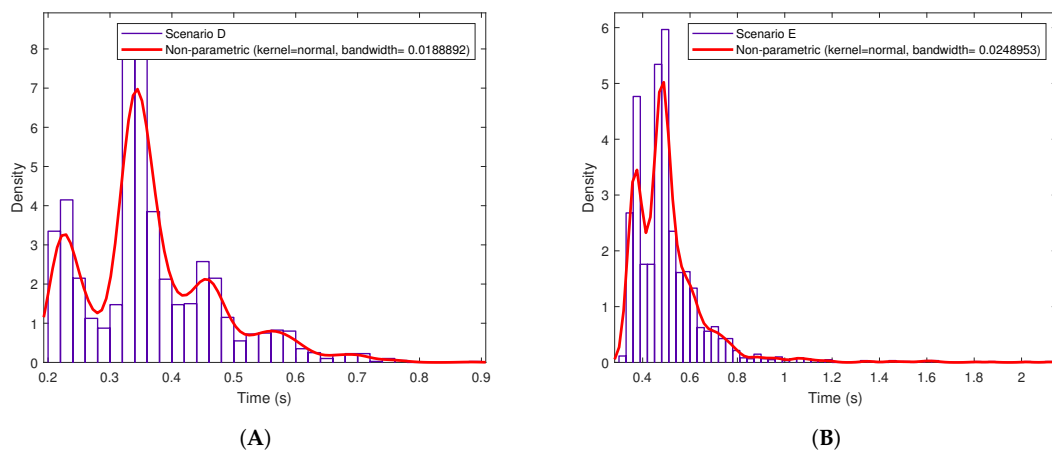 Scenario D
Non-parametric (kernel=normal, bandwidth= 0.0188892)
8
7
6
5
4
3
2
1
0
Density
0.2 0.3 0.4 0.5 0.6 0.7 0.8 0.9
Time (s)
(A)
Scenario E
Non-parametric (kernel=normal, bandwidth= 0.0248953)
6
5
4
3
2
1
0
Density
0.4 0.6 0.8 1 1.2 1.4 1.6 1.8 2
Time (s)
(B)